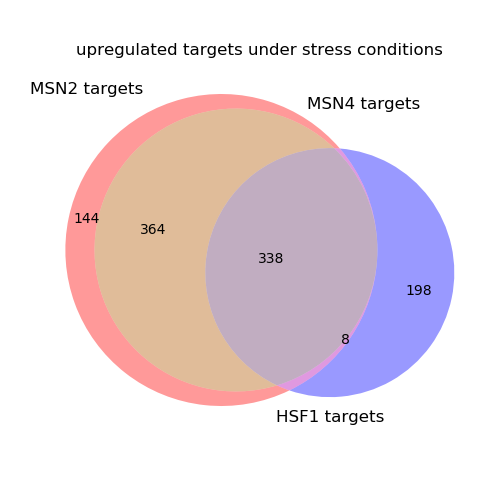 upregulated targets under stress conditions
MSN2 targets
MSN4 targets
144
364
338
198
8
HSF1 targets